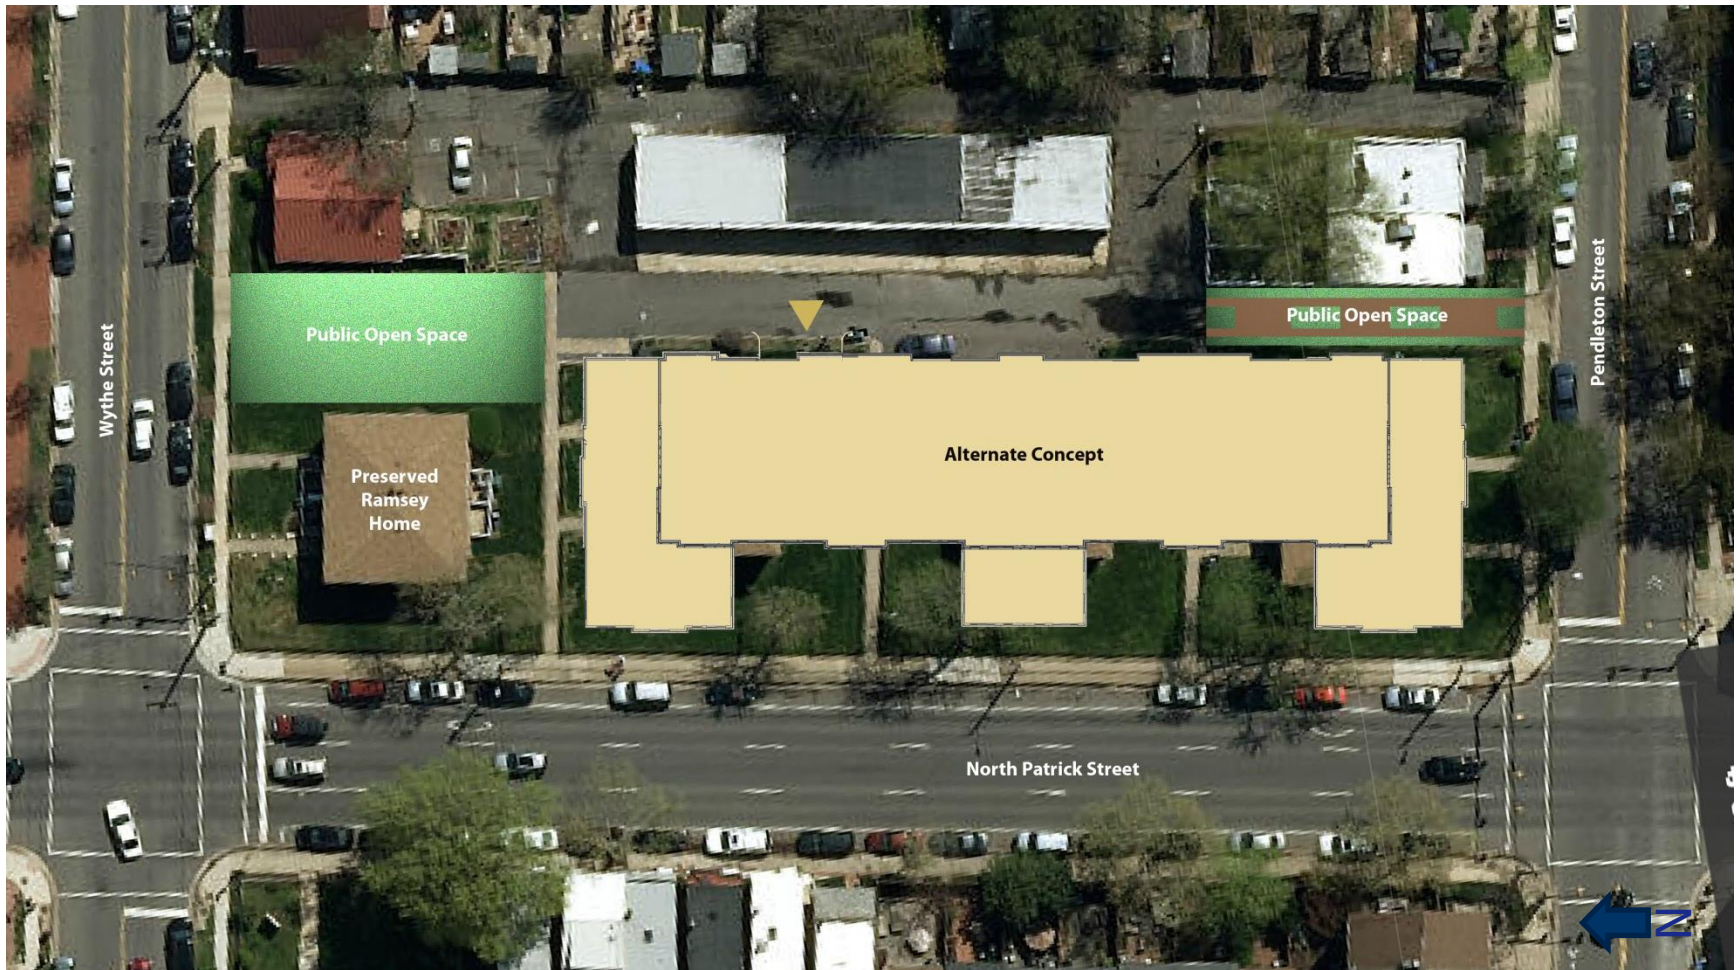 Public Open Space
Public Open Space
Wythe Street
Pendleton Street
Alternate Concept
Preserved
Ramsey
Home
North Patrick Street
N